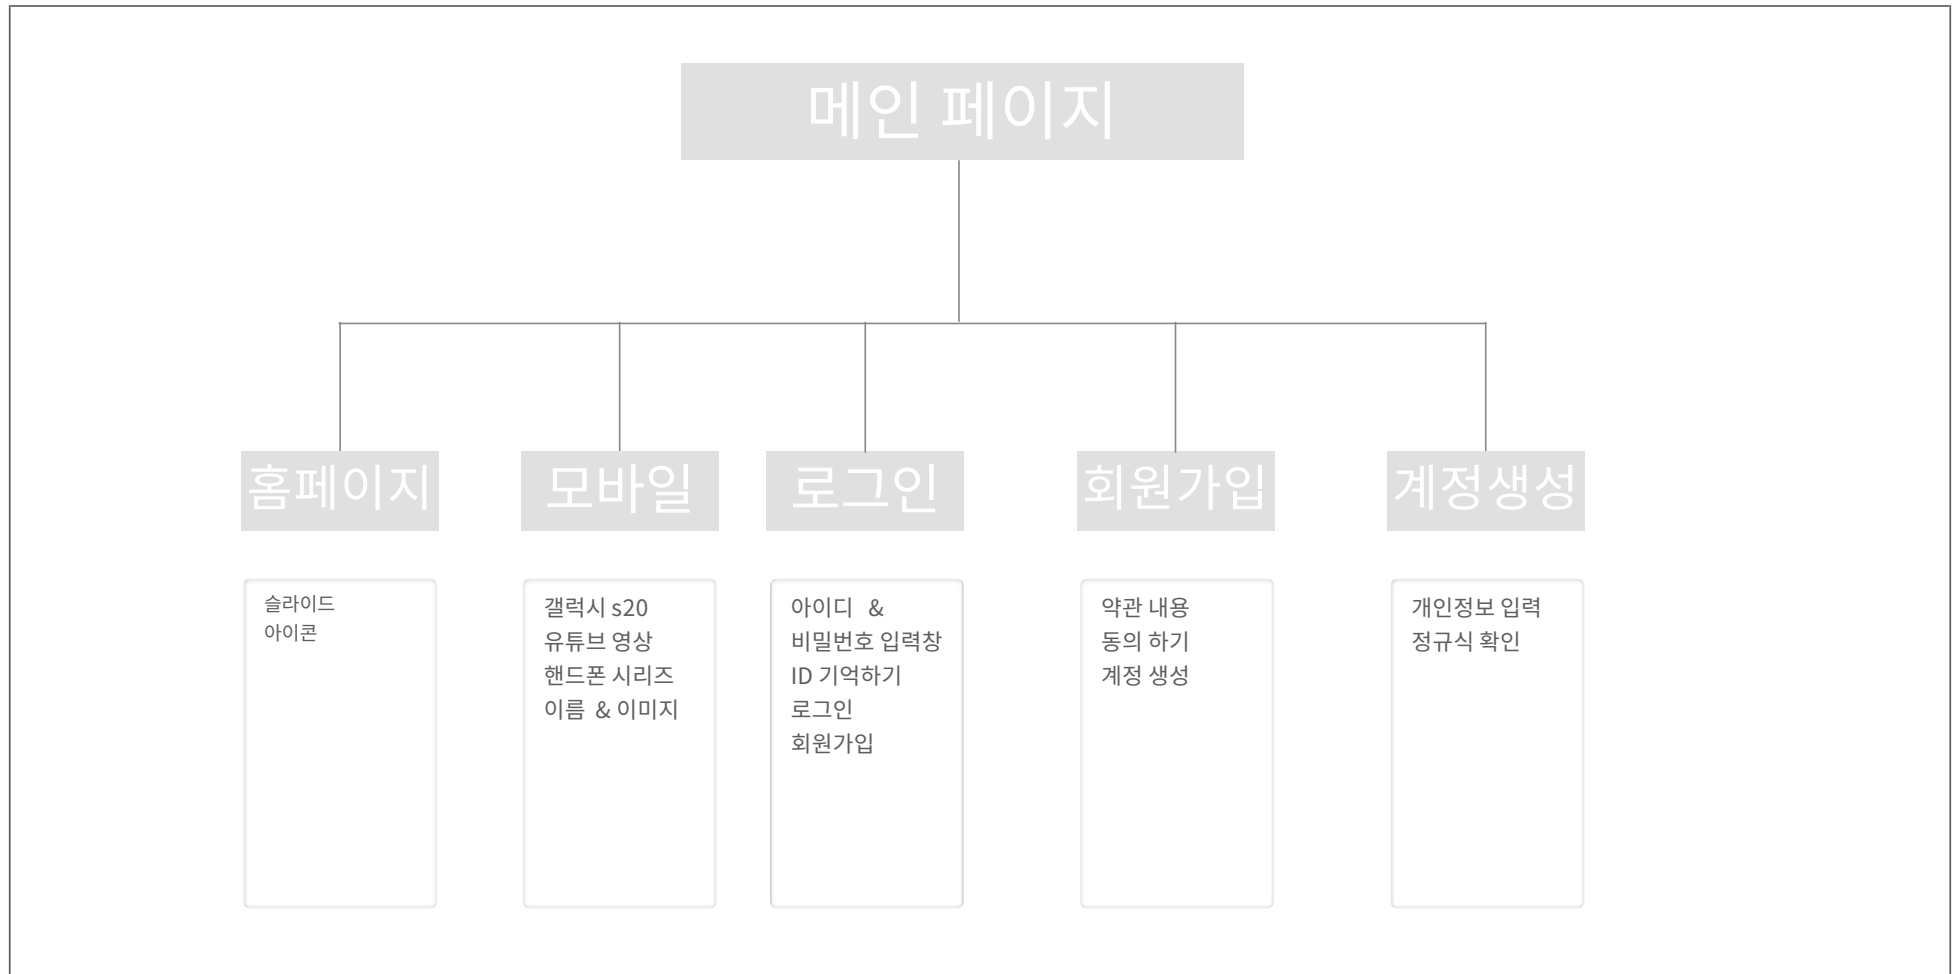 메인 페이지
홈페이지
모바일
로그인
회원가입
계정생성
슬라이드
아이콘
갤럭시 s20
유튜브 영상
핸드폰 시리즈
이름 & 이미지
아이디 &
비밀번호 입력창
ID 기억하기
로그인
회원가입
약관 내용
동의 하기
계정 생성
개인정보 입력
정규식 확인